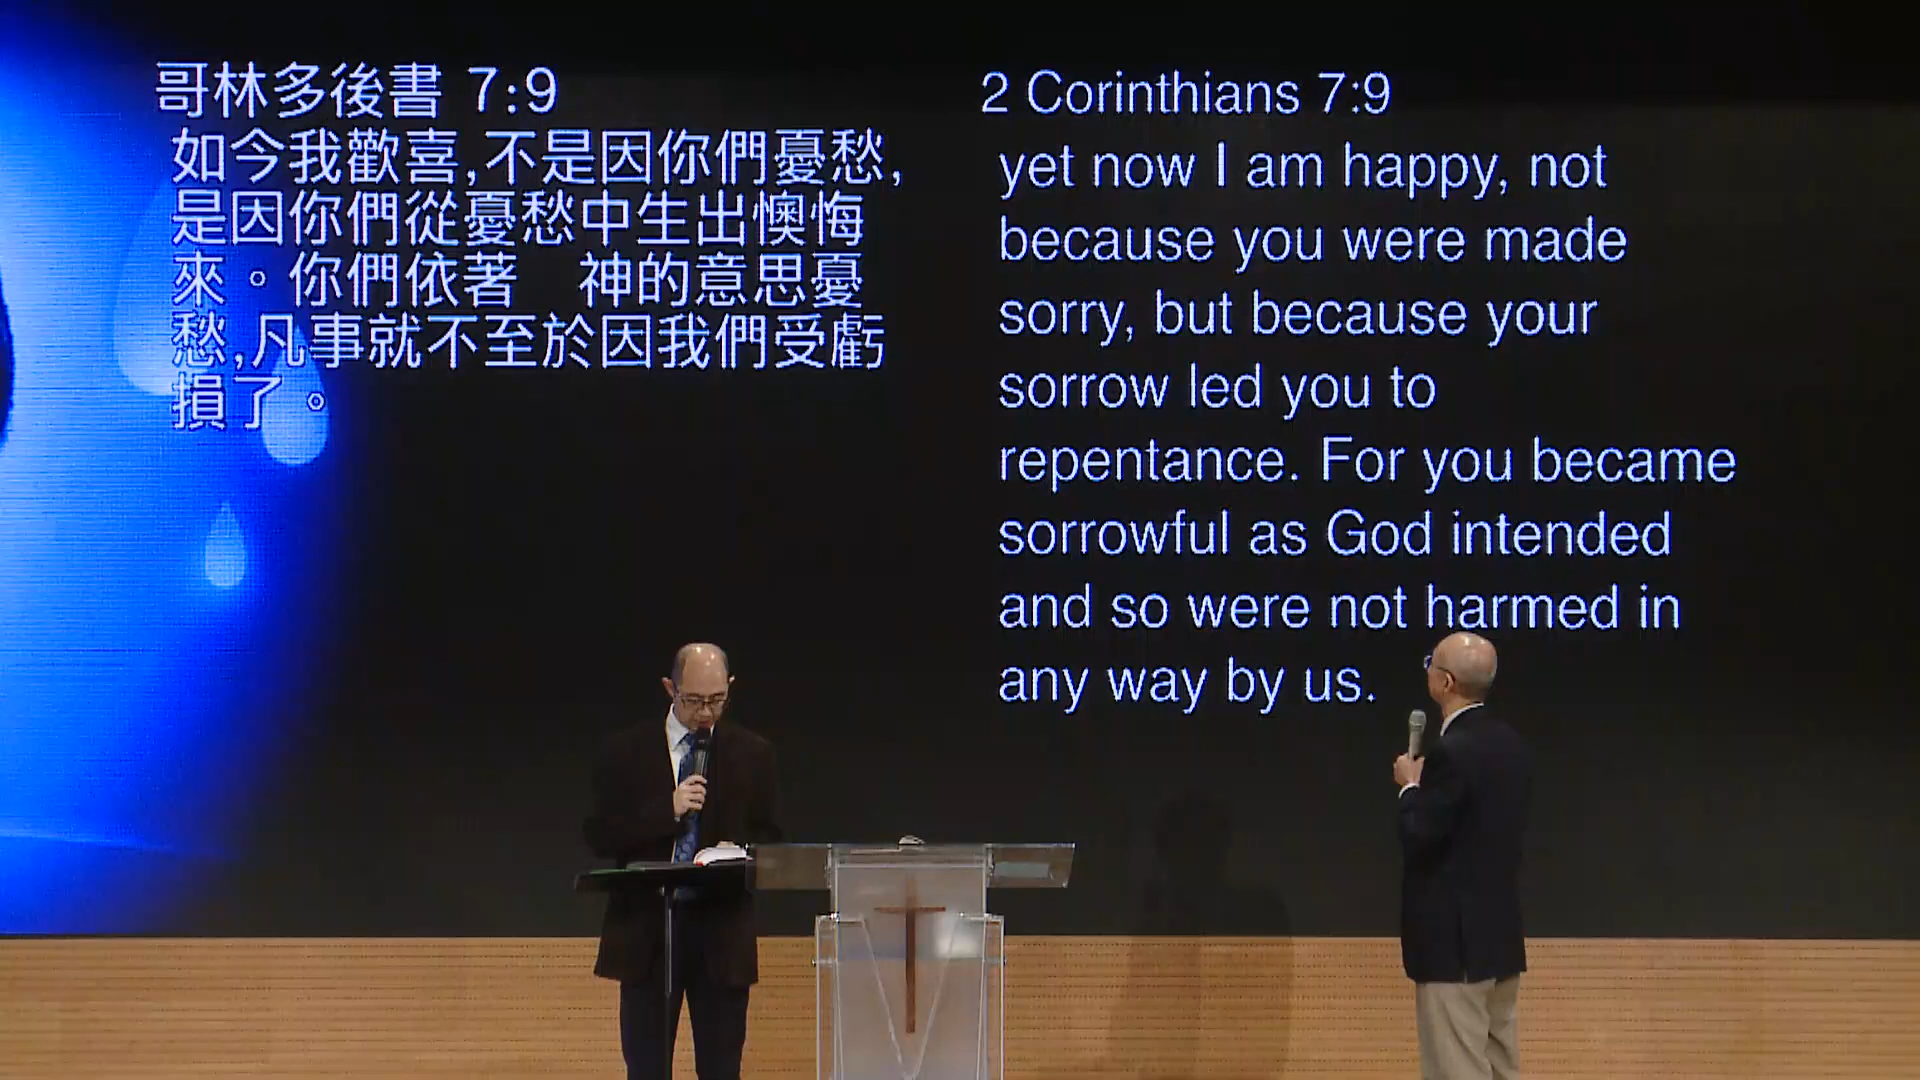 哥林多後書 7:9
如今我歡喜,不是因你們憂愁,
是因你們從憂愁中生出懊悔
來。你們依著　神的意思憂
愁,凡事就不至於因我們受虧
損了。
2 Corinthians 7:9
yet now I am happy, not
because you were made
sorry, but because your
sorrow led you to
repentance. For you became
sorrowful as God intended
and so were not harmed in
any way by us.